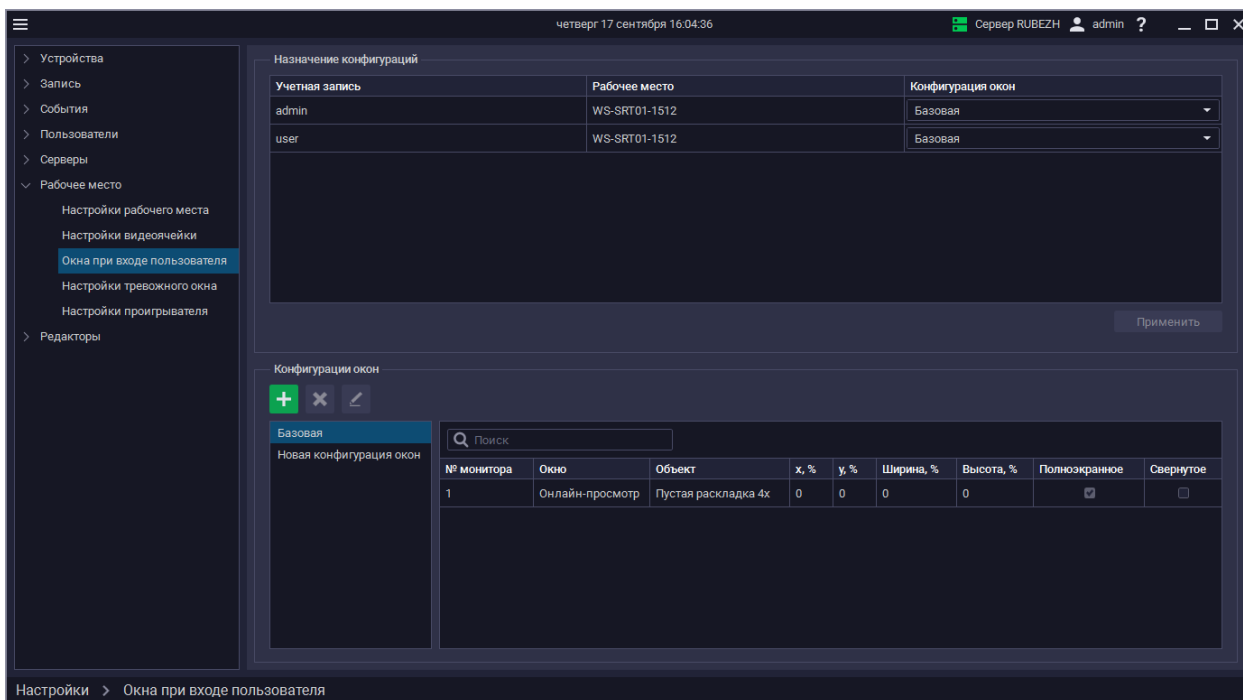 четверг 17 сентября 16:04:36 Сервер RUBEZH admin ?
Устройства
Запись
События
Пользователи
Серверы
Рабочее место
Настройки рабочего места
Настройки видеоячейки
Окна при входе пользователя
Настройки тревожного окна
Настройки проигрывателя
Редакторы
Назначение конфигураций
Учетная запись Рабочее место Конфигурация окон
admin WS-SRT01-1512 Базовая
user WS-SRT01-1512 Базовая
Применить
Конфигурации окон
Базовая
Новая конфигурация окон
Поиск
№ монитора Окно Объект x, % y, % Ширина, % Высота, % Полноэкранное Свернутое
1 Онлайн-просмотр Пустая раскладка 4x 0 0 0 0
Настройки > Окна при входе пользователя